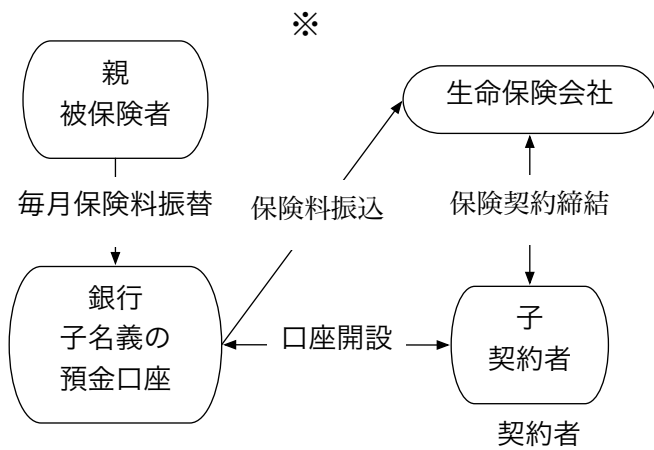 ※
親
被保険者
生命保険会社
毎月保険料振替
保険料振込
保険契約締結
銀行
子名義の
預金口座
口座開設
子
契約者
契約者